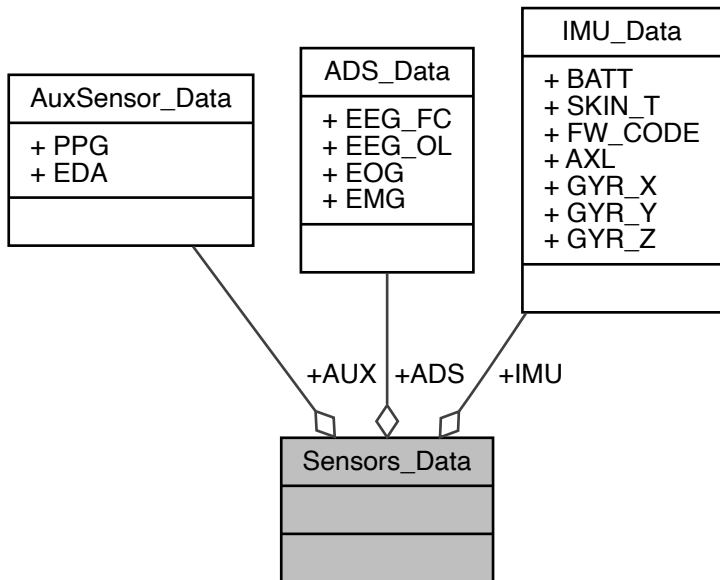 AuxSensor_Data
+ PPG
+ EDA
ADS_Data
+ EEG_FC
+ EEG_OL
+ EOG
+ EMG
IMU_Data
+ BATT
+ SKIN_T
+ FW_CODE
+ AXL
+ GYR_X
+ GYR_Y
+ GYR_Z
+AUX
+ADS
+IMU
Sensors_Data